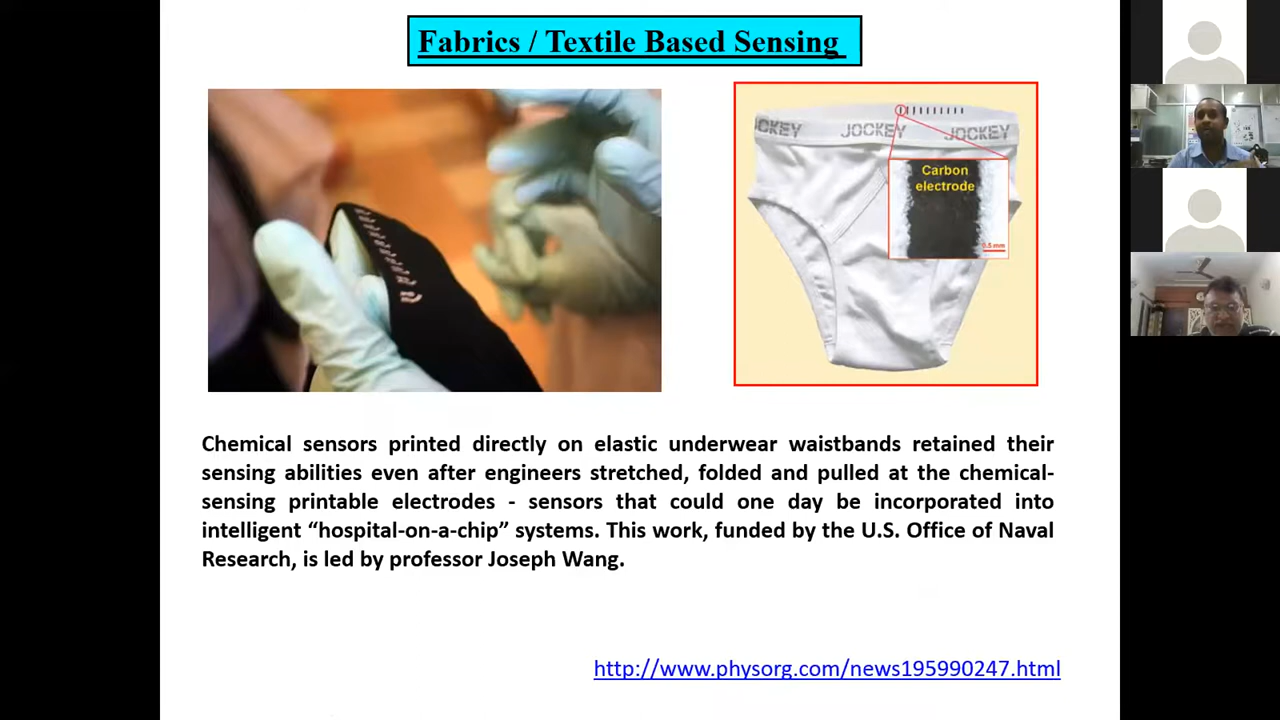 Fabrics / Textile Based Sensing
JOCKEY JOCKEY JOCKEY
Carbon
electrode
0.5 mm
Chemical sensors printed directly on elastic underwear waistbands retained their
sensing abilities even after engineers stretched, folded and pulled at the chemical-
sensing printable electrodes - sensors that could one day be incorporated into
intelligent “hospital-on-a-chip” systems. This work, funded by the U.S. Office of Naval
Research, is led by professor Joseph Wang.
http://www.physorg.com/news195990247.html